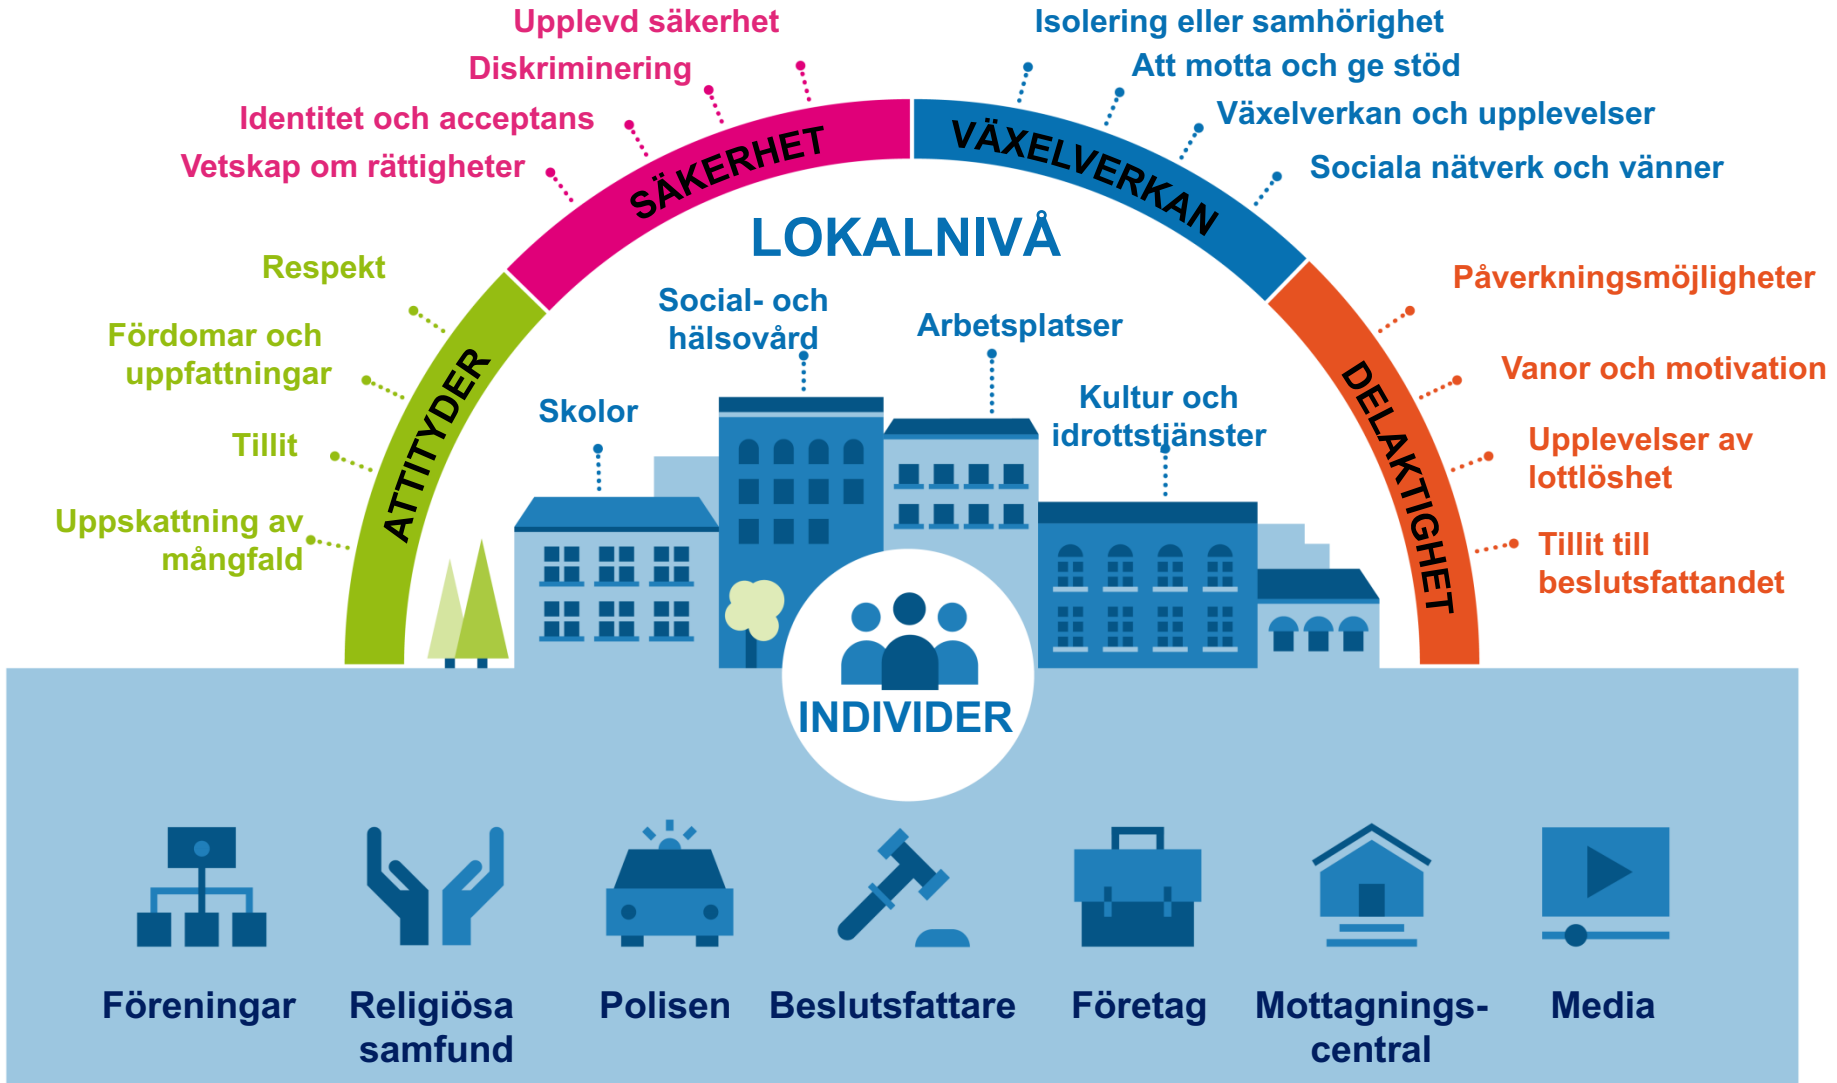 Upplevd säkerhet
Diskriminering
Identitet och acceptans
Vetskap om rättigheter
Isolering eller samhörighet
Att motta och ge stöd
Växelverkan och upplevelser
Sociala nätverk och vänner
SÄKERHET
VÄXELVERKAN
LOKALNIVÅ
Respekt
Fördomar och
uppfattningar
Tillit
Uppskattning av
mångfald
ATTITYDER
Social- och
hälsovård
Arbetsplatser
Skolor
Kultur och
idrottstjänster
DELAKTIGHET
Påverkningsmöjligheter
Vanor och motivation
Upplevelser av
lottlöshet
Tillit till
beslutsfattandet
INDIVIDER
Föreningar
Religiösa
samfund
Polisen
Beslutsfattare
Företag
Mottagnings-
central
Media